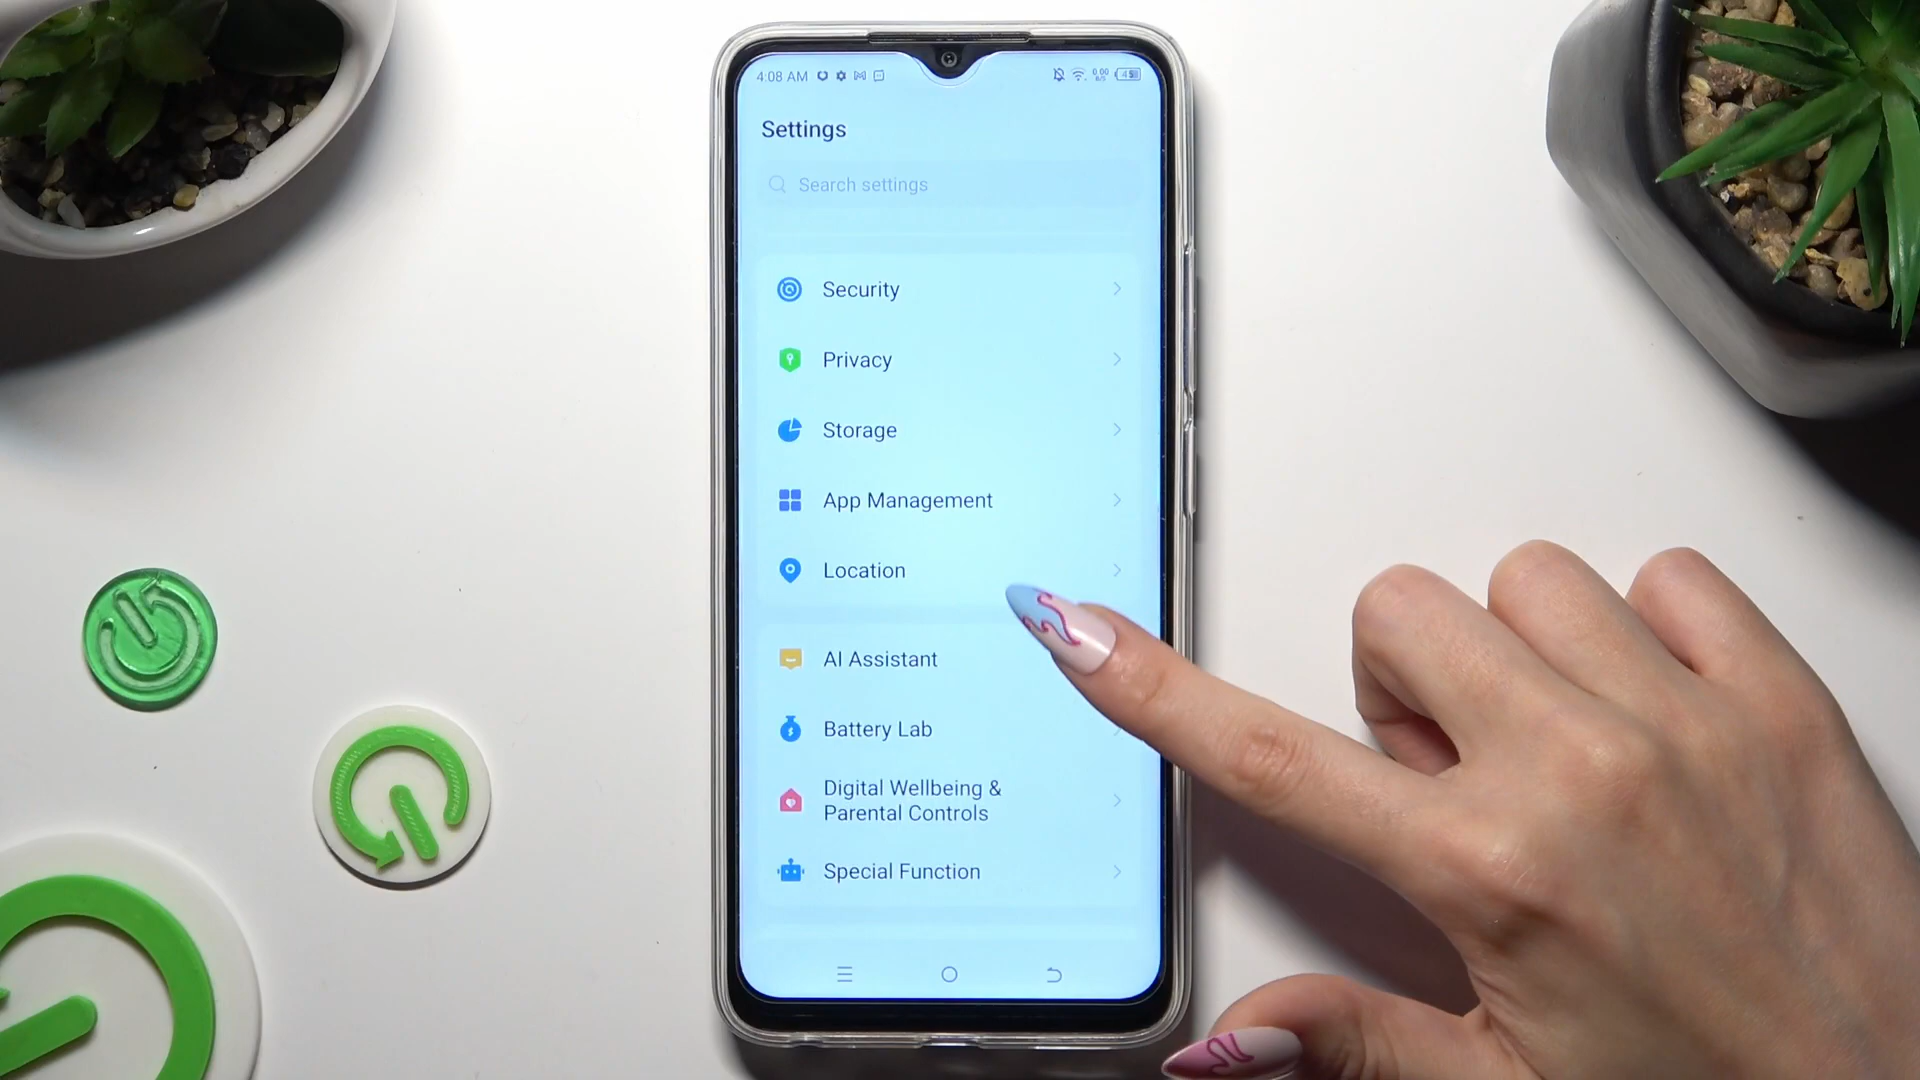 4:08 AM
Settings
Search settings
Security
Privacy
Storage
App Management
Location
AI Assistant
Battery Lab
Digital Wellbeing &
Parental Controls
Special Function